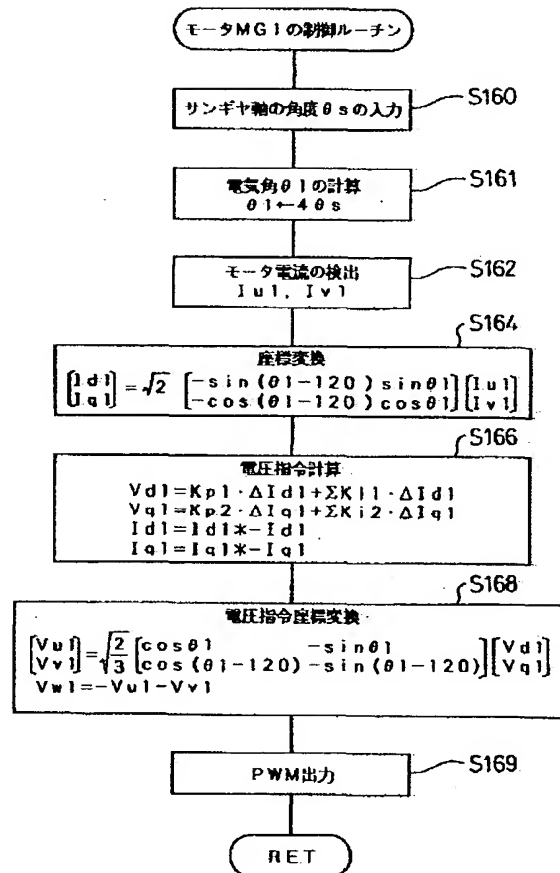 モータMG1の制御ルーチン
S160
サンギヤ軸の角度θsの入力
S161
電気角θ1の計算
θ1←4θs
S162
モータ電流の検出
Iu1, Iv1
S164
座標変換
[Id1] = √2 [-sin(θ1-120) sinθ1] [Iu1]
[Iq1] [-cos(θ1-120) cosθ1] [Iv1]
S166
電圧指令計算
Vd1=Kp1·ΔId1+ΣKi1·ΔId1
Vq1=Kp2·ΔIq1+ΣKi2·ΔIq1
Id1=Id1*-Id1
Iq1=Iq1*-Iq1
S168
電圧指令座標変換
[Vu1] = √2/3 [cosθ1 -sinθ1] [Vd1]
[Vv1] [cos(θ1-120) -sin(θ1-120)] [Vq1]
Vw1=-Vu1-Vv1
S169
PWM出力
RET